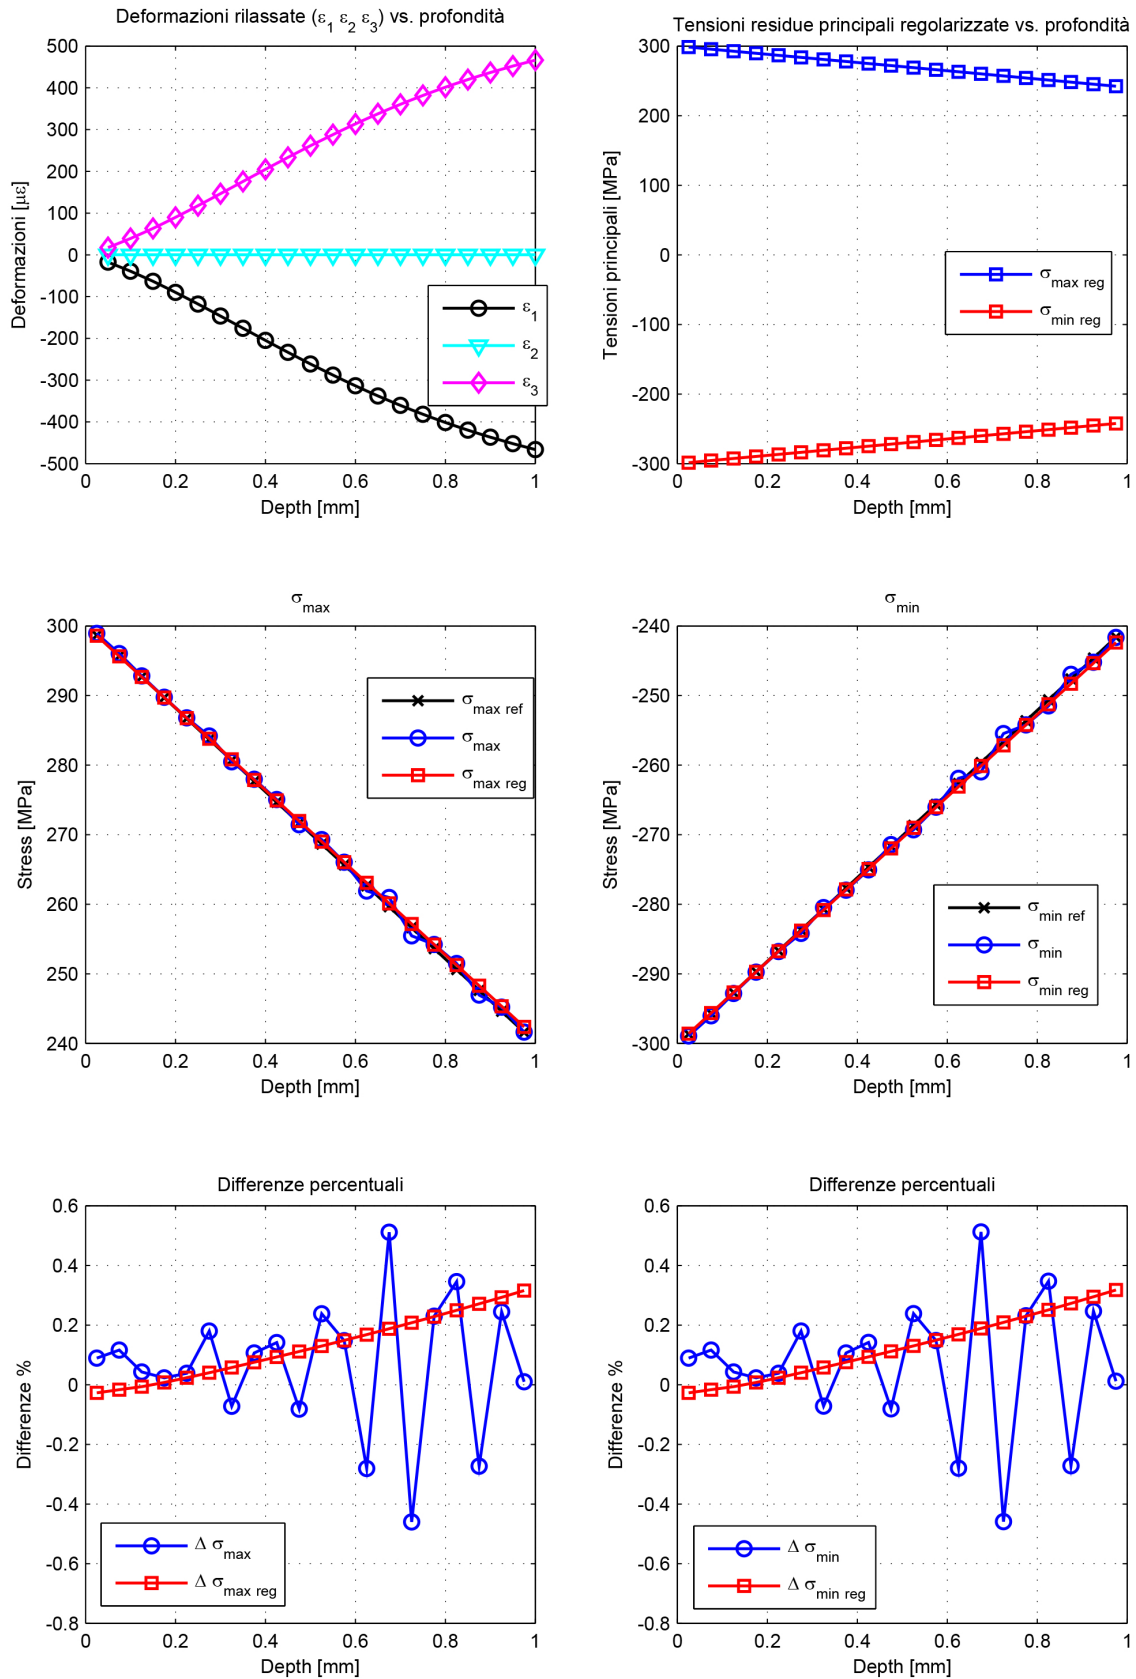 Deformazioni rilassate (ε1 ε2 ε3) vs. profondità
500
400
300
200
100
0
-100
-200
-300
-400
-500
Deformazioni [με]
ε1
ε2
ε3
0 0.2 0.4 0.6 0.8 1
Depth [mm]
Tensioni residue principali regolarizzate vs. profondità
300
200
100
0
-100
-200
-300
Tensioni principali [MPa]
σmax reg
σmin reg
0 0.2 0.4 0.6 0.8 1
Depth [mm]
σmax
300
290
280
270
260
250
240
Stress [MPa]
σmax ref
σmax
σmax reg
0 0.2 0.4 0.6 0.8 1
Depth [mm]
σmin
-240
-250
-260
-270
-280
-290
-300
Stress [MPa]
σmin ref
σmin
σmin reg
0 0.2 0.4 0.6 0.8 1
Depth [mm]
Differenze percentuali
0.6
0.4
0.2
0
-0.2
-0.4
-0.6
-0.8
Differenze %
Δ σmax
Δ σmax reg
0 0.2 0.4 0.6 0.8 1
Depth [mm]
Differenze percentuali
0.6
0.4
0.2
0
-0.2
-0.4
-0.6
-0.8
Differenze %
Δ σmin
Δ σmin reg
0 0.2 0.4 0.6 0.8 1
Depth [mm]